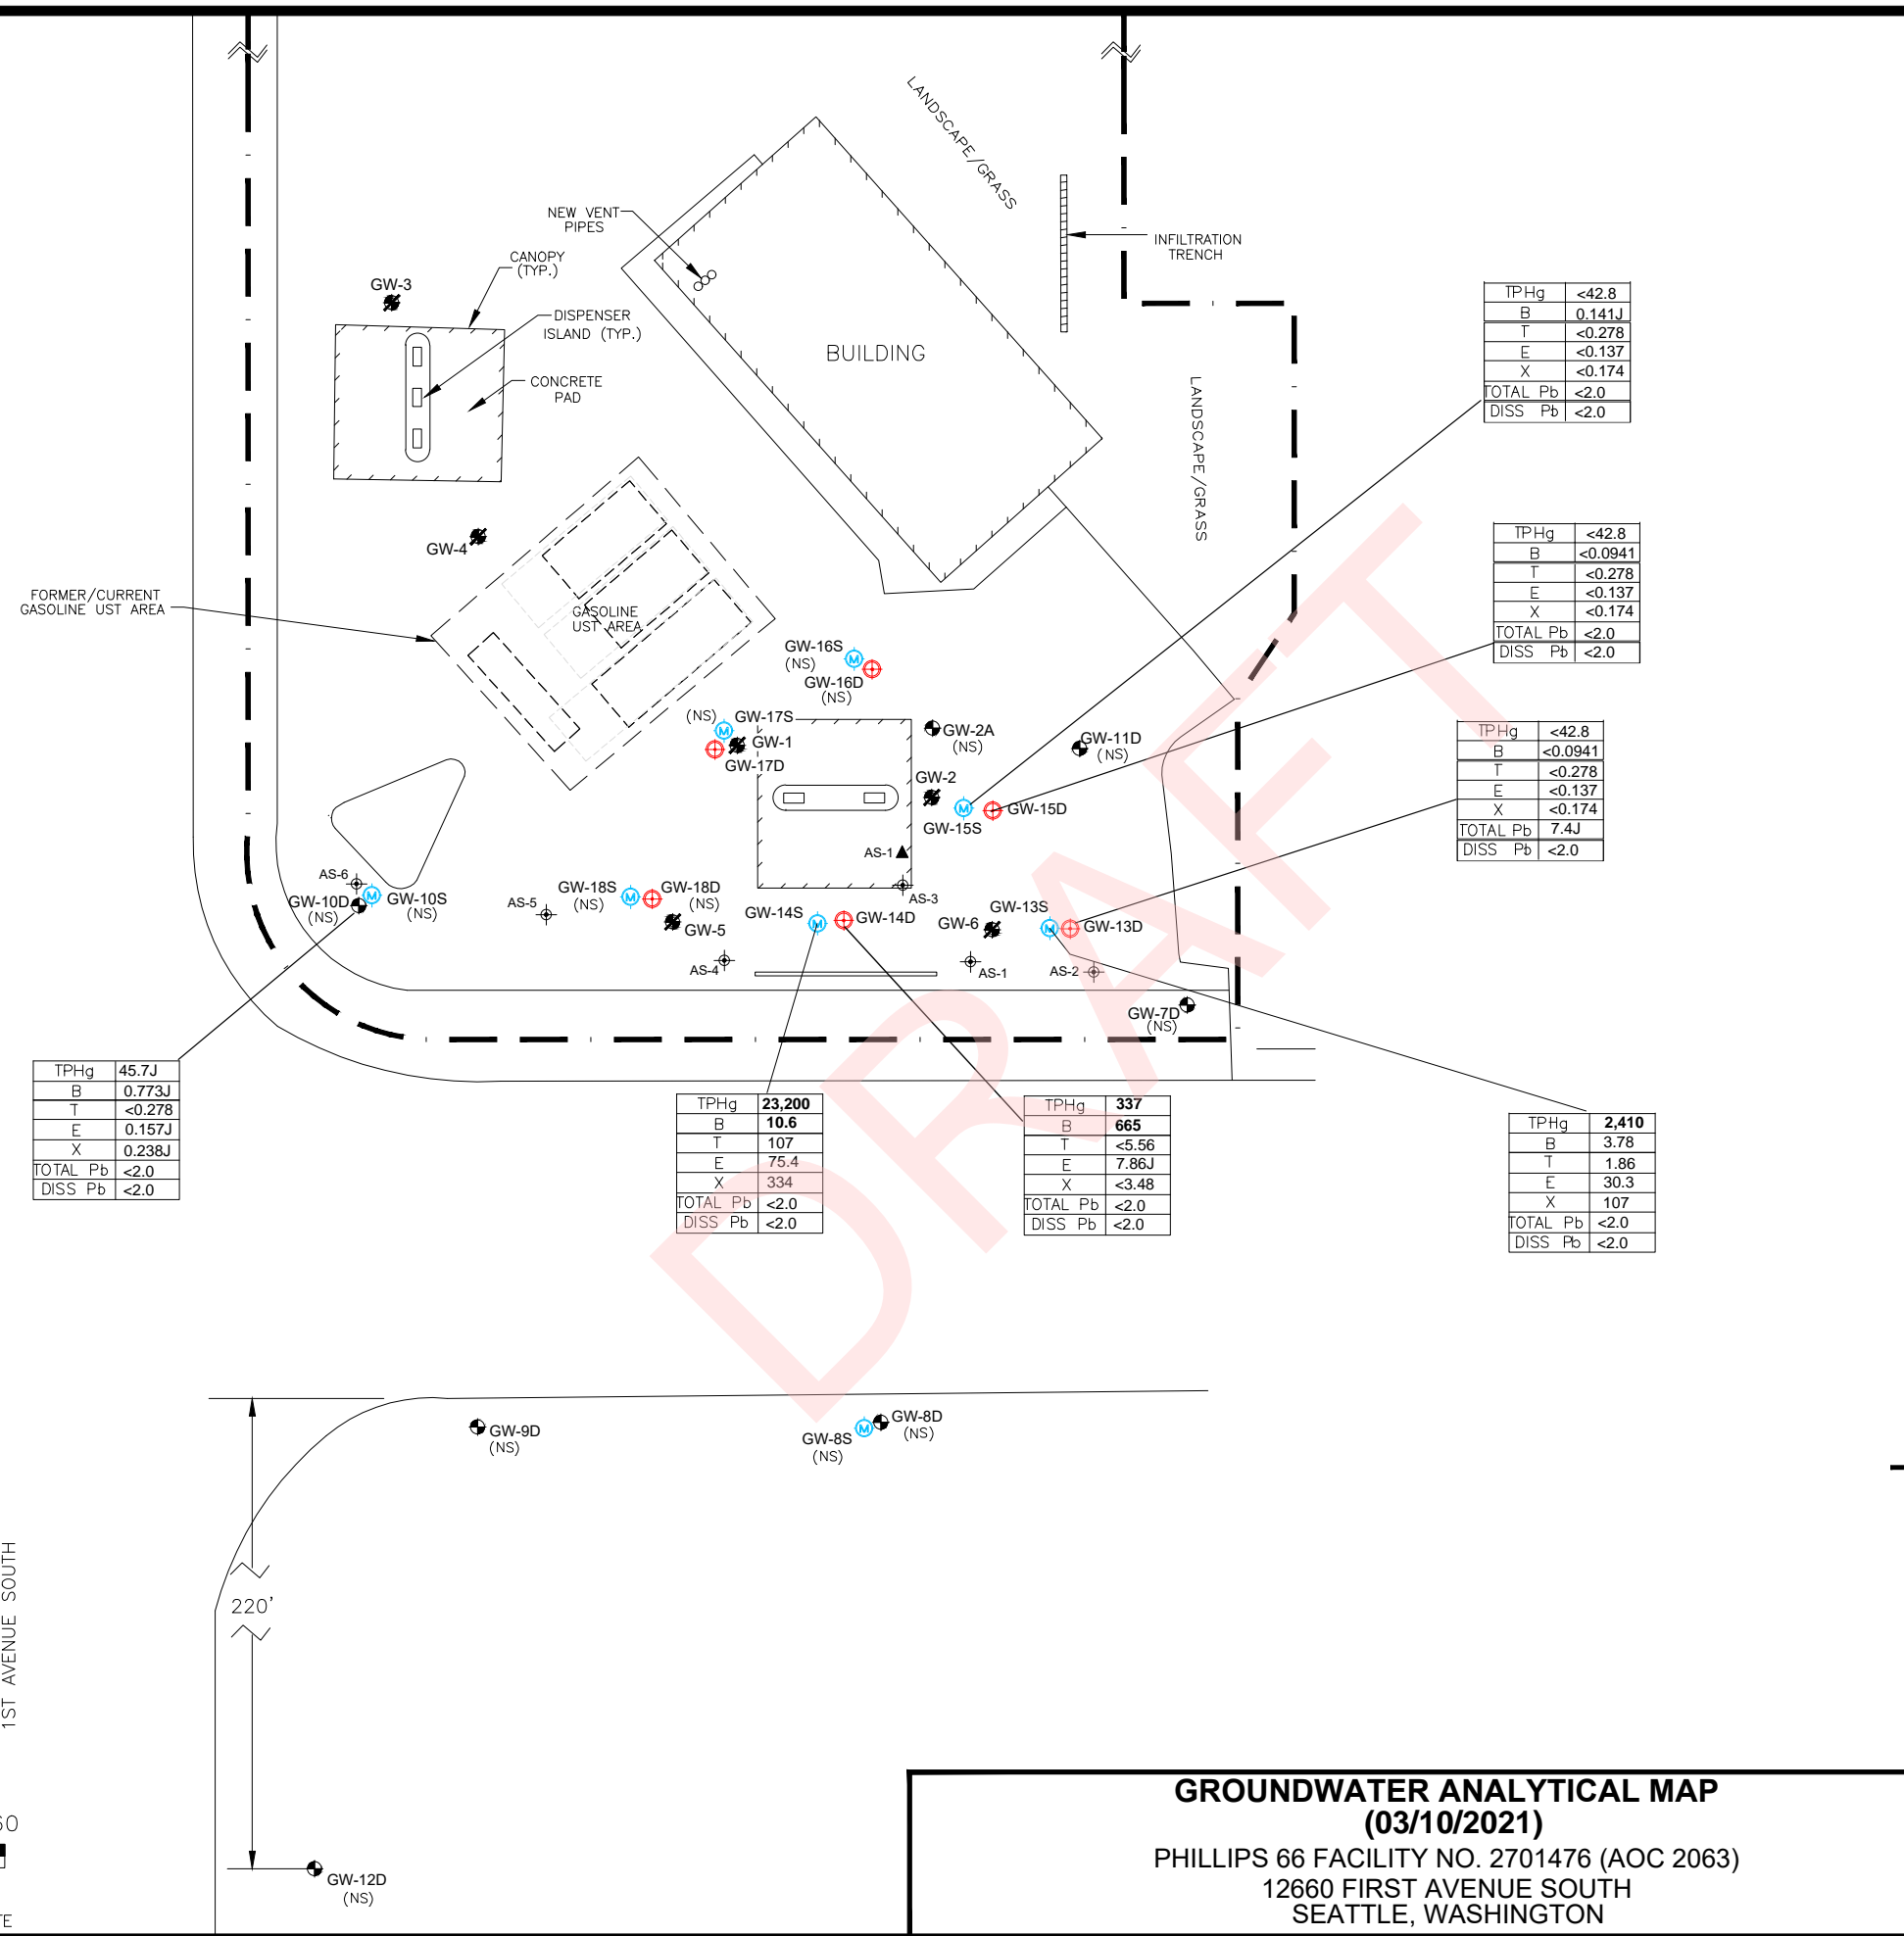 LANDSCAPE/GRASS
NEW VENT
PIPES
INFILTRATION
TRENCH
CANOPY
(TYP.)
GW-3
DISPENSER
ISLAND (TYP.)
BUILDING
CONCRETE
PAD
LANDSCAPE/GRASS
TPHg <42.8
B 0.141J
T <0.278
E <0.137
X <0.174
TOTAL Pb <2.0
DISS Pb <2.0
GW-4
TPHg <42.8
B <0.0941
T <0.278
E <0.137
X <0.174
TOTAL Pb <2.0
DISS Pb <2.0
FORMER/CURRENT
GASOLINE UST AREA
GASOLINE
UST AREA
GW-16S
(NS)
GW-16D
(NS)
(NS) GW-17S
GW-1
GW-17D
GW-2A
(NS)
GW-11D
(NS)
TPHg <42.8
B <0.0941
T <0.278
E <0.137
X <0.174
TOTAL Pb 7.4J
DISS Pb <2.0
GW-2
GW-15D
GW-15S
AS-1
AS-6
GW-10D
(NS)
GW-10S
(NS)
AS-5
GW-18S
(NS)
GW-18D
(NS)
GW-5
AS-4
GW-14S
GW-14D
AS-3
GW-6
GW-13S
GW-13D
AS-1
AS-2
GW-7D
(NS)
TPHg 45.7J
B 0.773J
T <0.278
E 0.157J
X 0.238J
TOTAL Pb <2.0
DISS Pb <2.0
TPHg 23,200
B 10.6
T 107
E 75.4
X 334
TOTAL Pb <2.0
DISS Pb <2.0
TPHg 337
B 665
T <5.56
E 7.86J
X <3.48
TOTAL Pb <2.0
DISS Pb <2.0
TPHg 2,410
B 3.78
T 1.86
E 30.3
X 107
TOTAL Pb <2.0
DISS Pb <2.0
DRAFT
GW-9D
(NS)
GW-8S
(NS)
GW-8D
(NS)
1ST AVENUE SOUTH
220'
GW-12D
(NS)
GROUNDWATER ANALYTICAL MAP
(03/10/2021)
PHILLIPS 66 FACILITY NO. 2701476 (AOC 2063)
12660 FIRST AVENUE SOUTH
SEATTLE, WASHINGTON